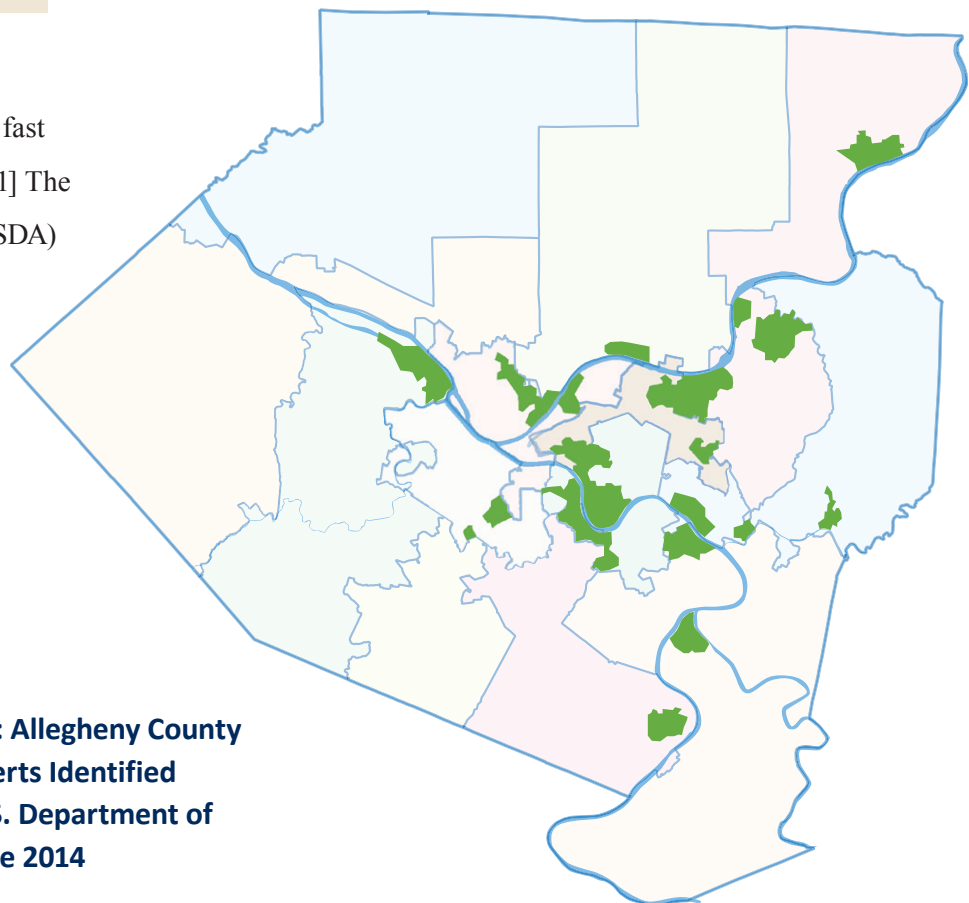 fast
1] The
SDA)
: Allegheny County
erts Identified
S. Department of
e 2014